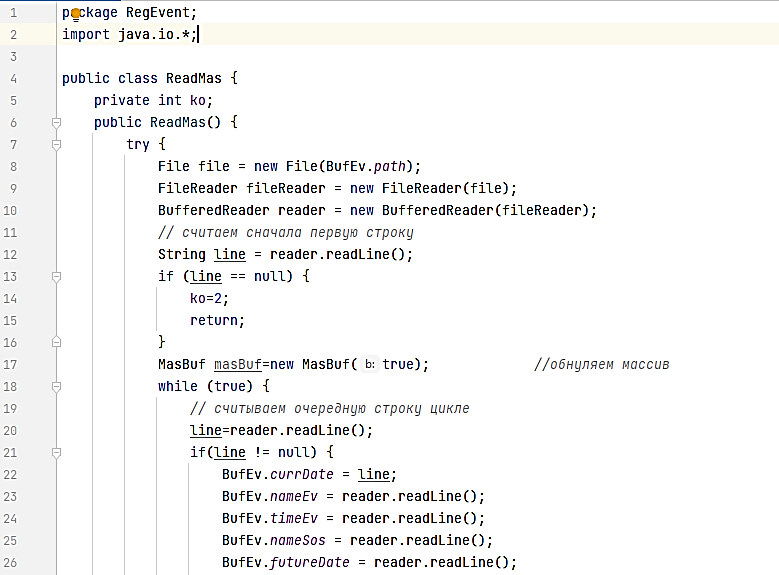 1 package RegEvent;
2 import java.io.*;
3
4 public class ReadMas {
5 private int ko;
6 public ReadMas() {
7 try {
8 File file = new File(BufEv.path);
9 FileReader fileReader = new FileReader(file);
10 BufferedReader reader = new BufferedReader(fileReader);
11 // считаем сначала первую строку
12 String line = reader.readLine();
13 if (line == null) {
14 ko=2;
15 return;
16 }
17 MasBuf masBuf=new MasBuf( b: true); //обнуляем массив
18 while (true) {
19 // считываем очередную строку цикле
20 line=reader.readLine();
21 if(line != null) {
22 BufEv.currDate = line;
23 BufEv.nameEv = reader.readLine();
24 BufEv.timeEv = reader.readLine();
25 BufEv.nameSos = reader.readLine();
26 BufEv.futureDate = reader.readLine();